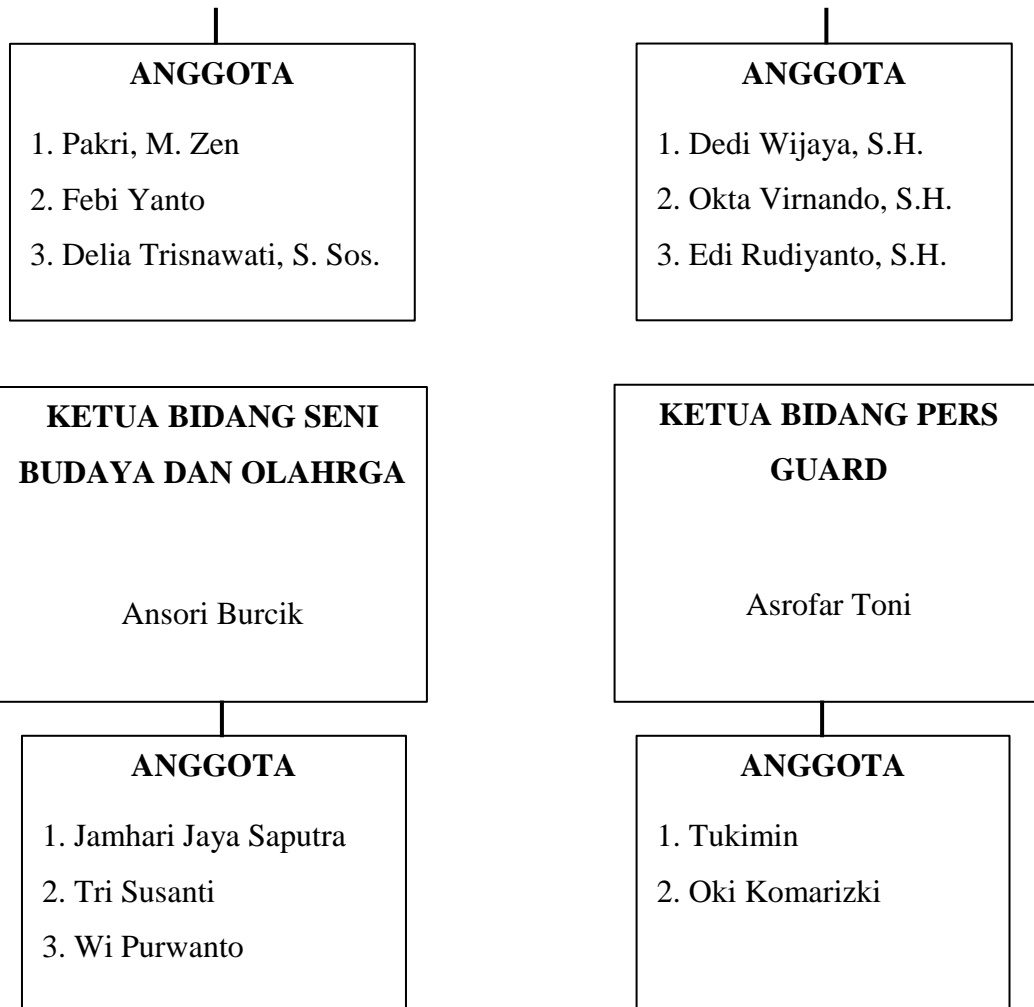 ANGGOTA
1. Pakri, M. Zen
2. Febi Yanto
3. Delia Trisnawati, S. Sos.
ANGGOTA
1. Dedi Wijaya, S.H.
2. Okta Virnando, S.H.
3. Edi Rudiyanto, S.H.
KETUA BIDANG SENI
BUDAYA DAN OLAHRGA
Ansori Burcik
KETUA BIDANG PERS
GUARD
Asrofar Toni
ANGGOTA
1. Jamhari Jaya Saputra
2. Tri Susanti
3. Wi Purwanto
ANGGOTA
1. Tukimin
2. Oki Komarizki